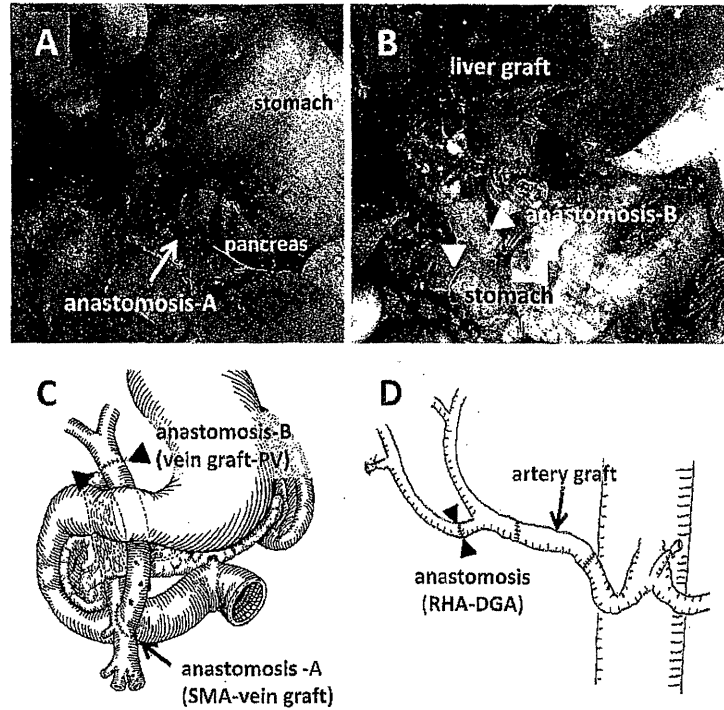 A
stomach
pancreas
anastomosis-A
B
liver graft
anastomosis-B
stomach
C
anastomosis-B
(vein graft-PV)
anastomosis -A
(SMA-vein graft)
D
artery graft
anastomosis
(RHA-DGA)